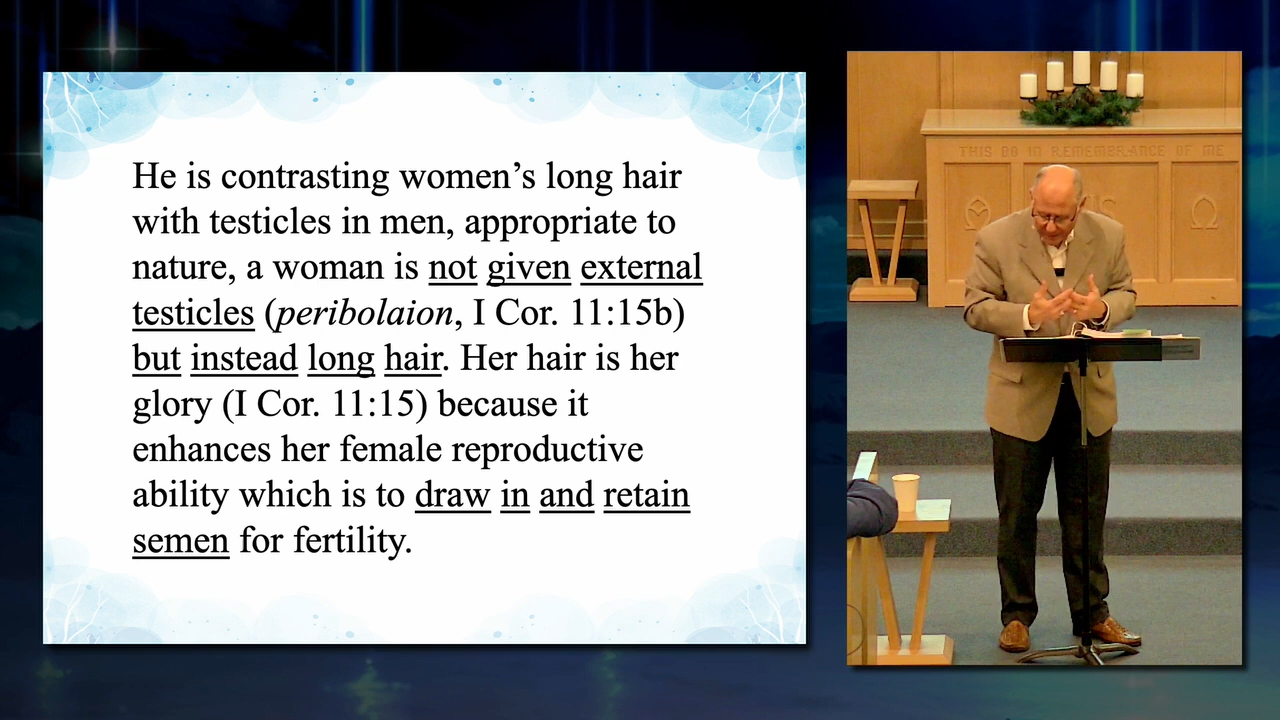 He is contrasting women’s long hair
with testicles in men, appropriate to
nature, a woman is not given external
testicles (peribolaion, I Cor. 11:15b)
but instead long hair. Her hair is her
glory (I Cor. 11:15) because it
enhances her female reproductive
ability which is to draw in and retain
semen for fertility.
THIS DO IN REMEMBRANCE OF ME